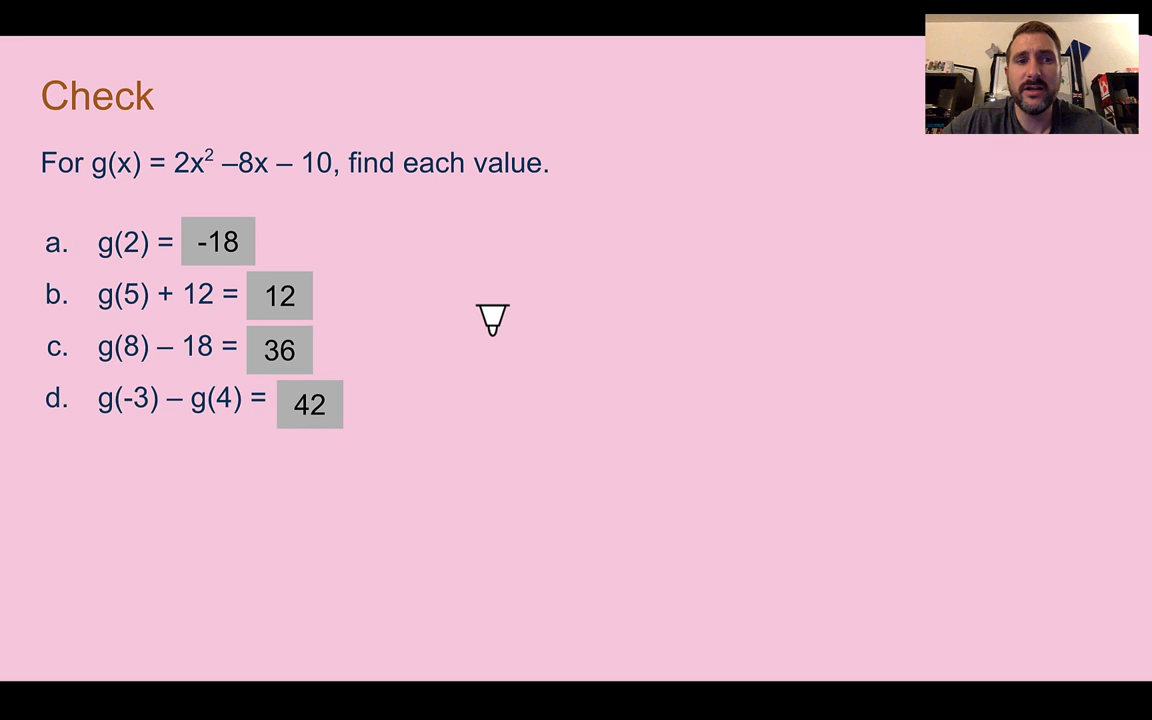 Check
For g(x) = 2x² –8x – 10, find each value.
a. g(2) = -18
b. g(5) + 12 = 12
c. g(8) – 18 = 36
d. g(-3) – g(4) = 42